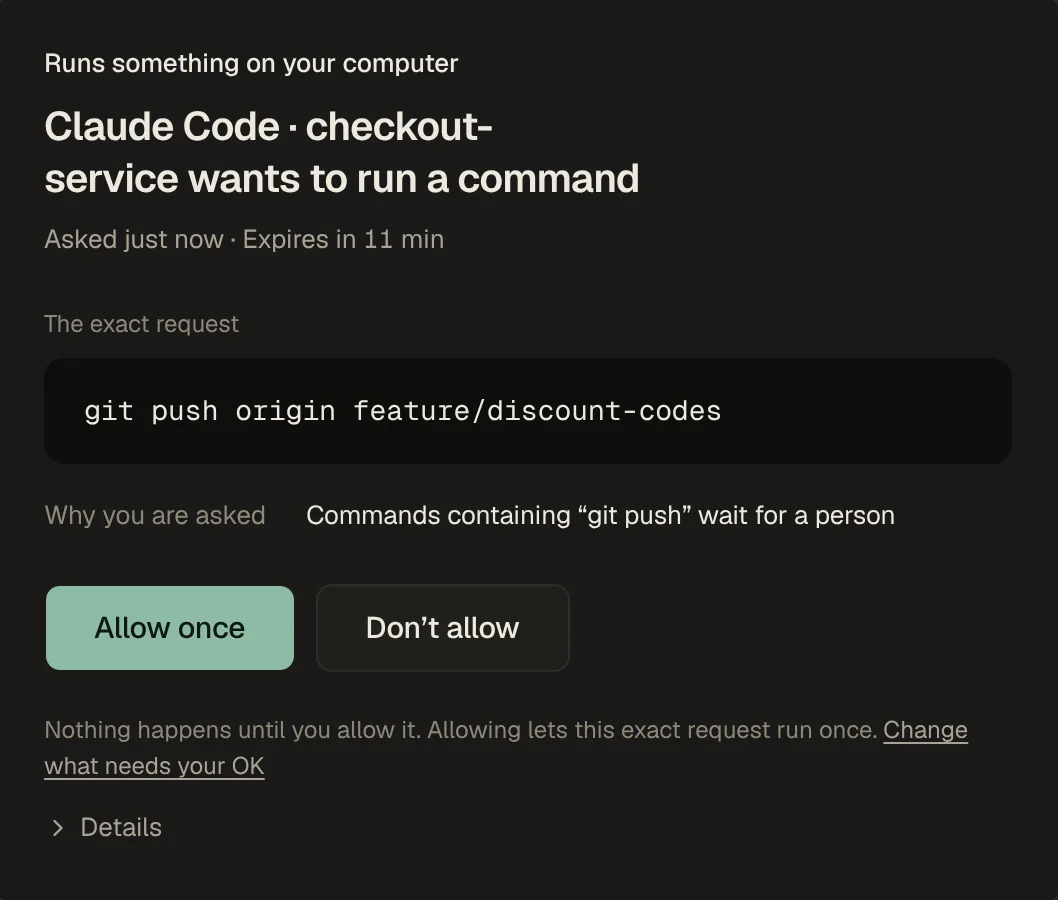 Runs something on your computer
Claude Code · checkout-
service wants to run a command
Asked just now · Expires in 11 min
The exact request
git push origin feature/discount-codes
Why you are asked Commands containing “git push” wait for a person
Allow once Don’t allow
Nothing happens until you allow it. Allowing lets this exact request run once. Change
what needs your OK
Details